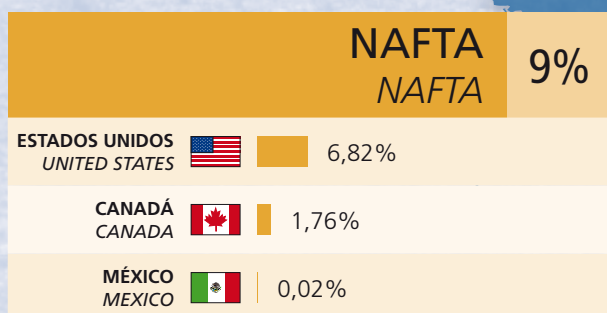 NAFTA
NAFTA
9%
ESTADOS UNIDOS
UNITED STATES
6,82%
CANADÁ
CANADA
1,76%
MÉXICO
MEXICO
0,02%